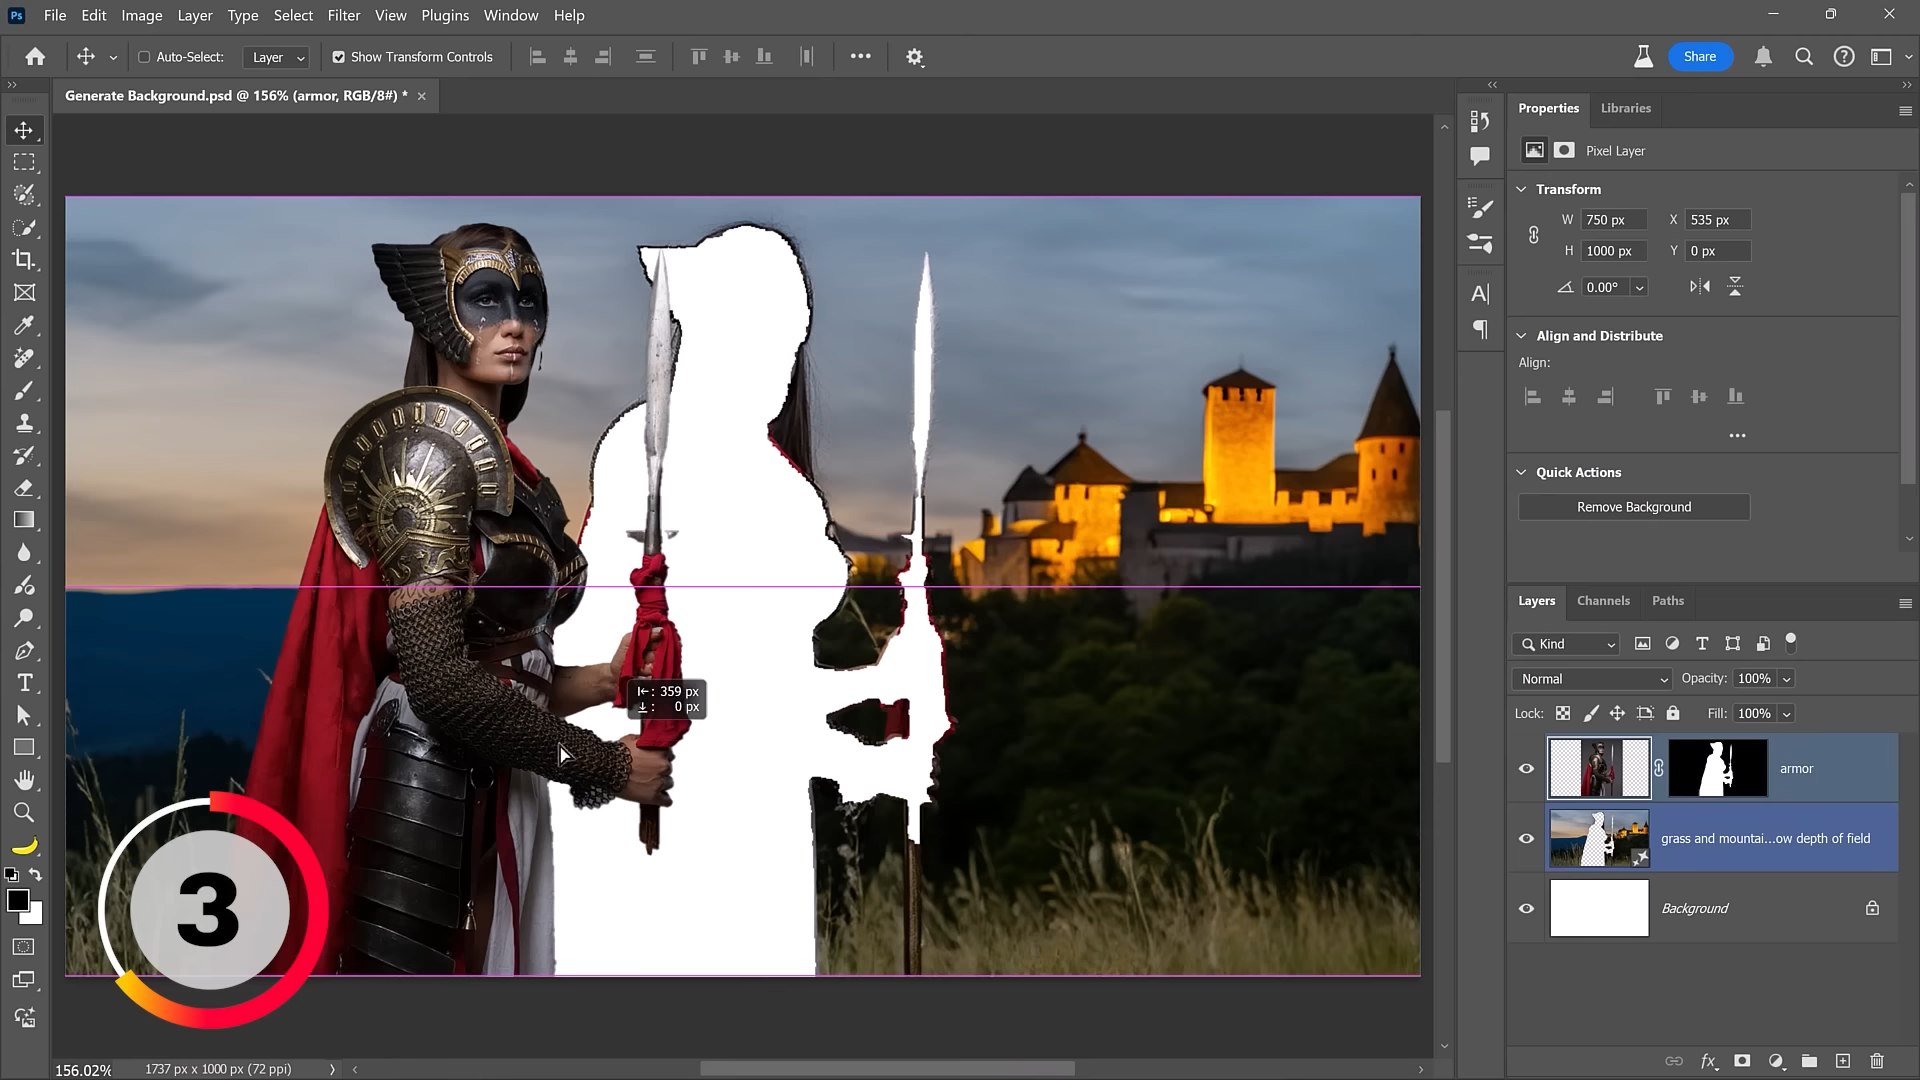 Ps File Edit Image Layer Type Select Filter View Plugins Window Help
Auto-Select: Layer Show Transform Controls Share
Generate Background.psd @ 156% (armor, RGB/8#) * ×
Properties Libraries
Pixel Layer
Transform
W 750 px X 535 px
H 1000 px Y 0 px
0.00°
Align and Distribute
Align:
Quick Actions
Remove Background
Layers Channels Paths
Kind
Normal Opacity: 100%
Lock: Fill: 100%
armor
grass and mountai...ow depth of field
Background
: 359 px
: 0 px
3
156.02% 1737 px x 1000 px (72 ppi)